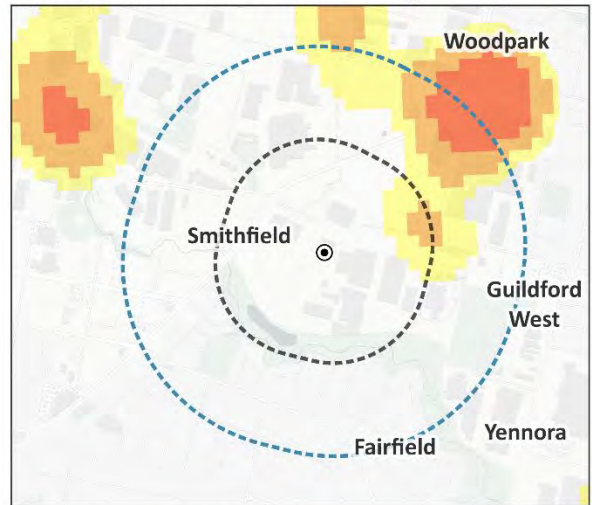 Woodpark
Smithfield
Guildford
West
Yennora
Fairfield